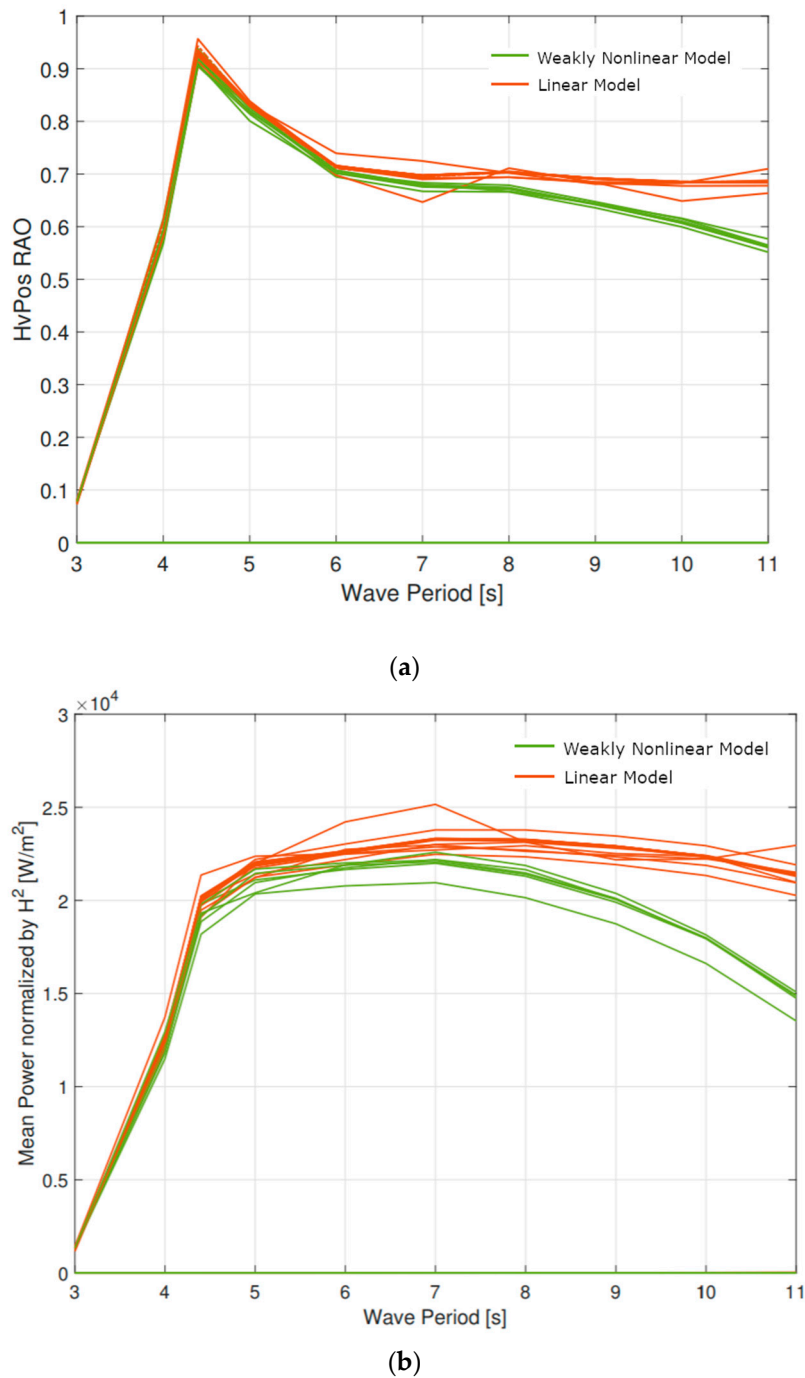 1
0.9
0.8
0.7
0.6
0.5
0.4
0.3
0.2
0.1
0
HvPos RAO
Weakly Nonlinear Model
Linear Model
3 4 5 6 7 8 9 10 11
Wave Period [s]
(a)
×10⁴
3
2.5
2
1.5
1
0.5
0
Mean Power normalized by H² [W/m²]
Weakly Nonlinear Model
Linear Model
3 4 5 6 7 8 9 10 11
Wave Period [s]
(b)